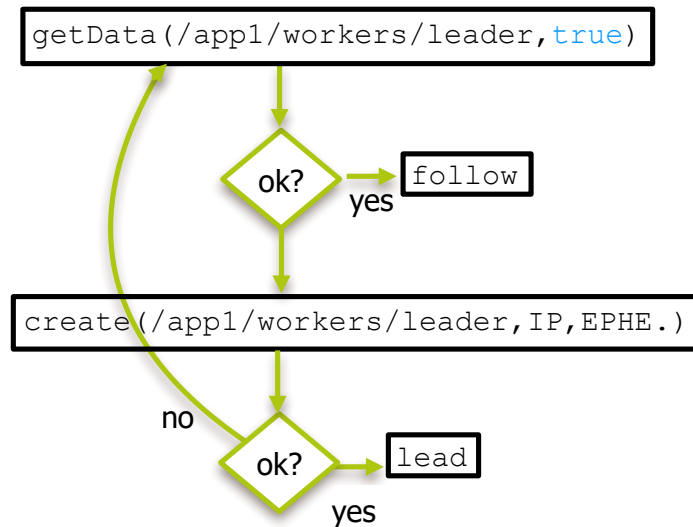 getData(/app1/workers/leader,true)
ok?
follow
yes
create(/app1/workers/leader,IP,EPHE.)
no
ok?
lead
yes